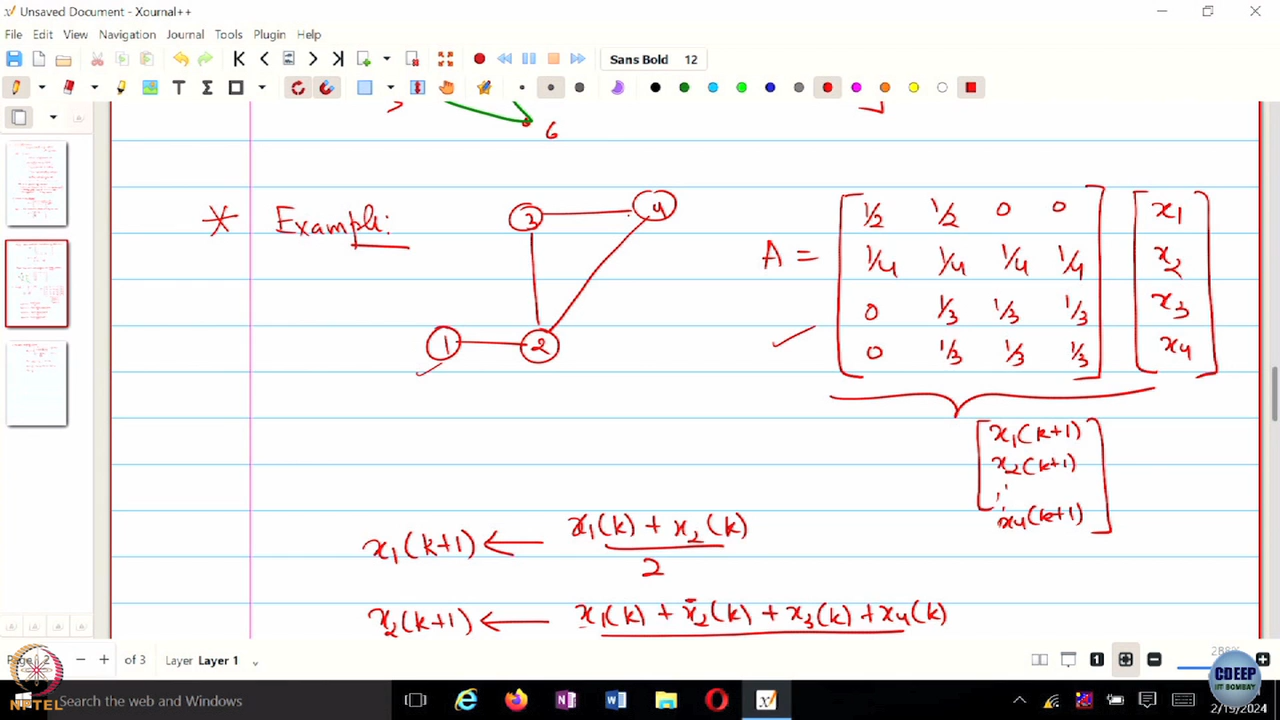 Unsaved Document - Xournal++
File Edit View Navigation Journal Tools Plugin Help
Sans Bold 12
6
* Example:
3 4
1 2
A = [ 1/2 1/2 0 0 ] [ x1 ]
[ 1/4 1/4 1/4 1/4 ] [ x2 ]
[ 0 1/3 1/3 1/3 ] [ x3 ]
[ 0 1/3 1/3 1/3 ] [ x4 ]
x1(k+1)
x2(k+1)
⋮
x4(k+1)
x1(k+1) ← x1(k) + x2(k)
2
x2(k+1) ← x1(k) + x2(k) + x3(k) + x4(k)
2 of 3 Layer Layer 1
288%
Search the web and Windows
NPTEL
CDEEP
IIT BOMBAY
2/19/2024